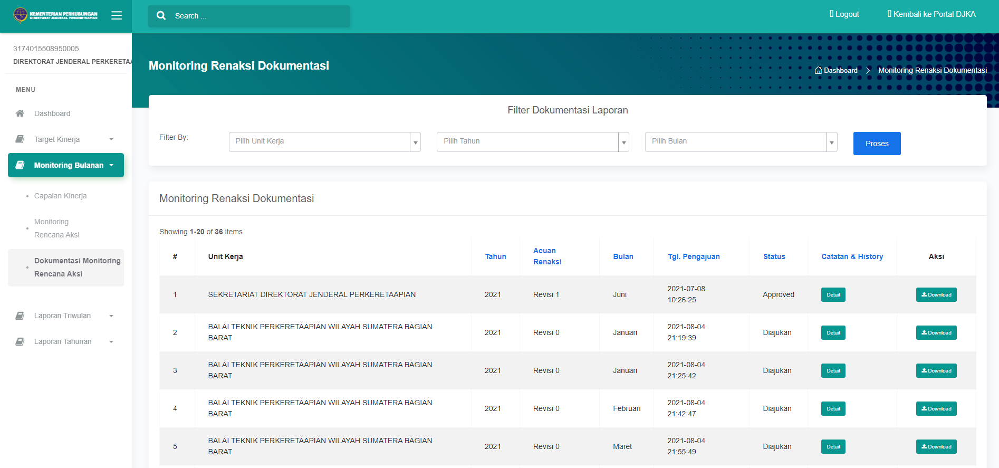 KEMENTERIAN PERHUBUNGAN
DIREKTORAT JENDERAL PERKERETAAPIAN
Search ...
Logout
Kembali ke Portal DJKA
3174015508950005
DIREKTORAT JENDERAL PERKERETAA
MENU
Dashboard
Target Kinerja
Monitoring Bulanan
Capaian Kinerja
Monitoring
Rencana Aksi
Dokumentasi Monitoring
Rencana Aksi
Laporan Triwulan
Laporan Tahunan
Monitoring Renaksi Dokumentasi
Dashboard > Monitoring Renaksi Dokumentasi
Filter Dokumentasi Laporan
Filter By: Pilih Unit Kerja Pilih Tahun Pilih Bulan Proses
Monitoring Renaksi Dokumentasi
Showing 1-20 of 36 items.
# Unit Kerja Tahun Acuan Renaksi Bulan Tgl. Pengajuan Status Catatan & History Aksi
1 SEKRETARIAT DIREKTORAT JENDERAL PERKERETAAPIAN 2021 Revisi 1 Juni 2021-07-08 10:26:25 Approved Detail Download
2 BALAI TEKNIK PERKERETAAPIAN WILAYAH SUMATERA BAGIAN BARAT 2021 Revisi 0 Januari 2021-08-04 21:19:39 Diajukan Detail Download
3 BALAI TEKNIK PERKERETAAPIAN WILAYAH SUMATERA BAGIAN BARAT 2021 Revisi 0 Januari 2021-08-04 21:25:42 Diajukan Detail Download
4 BALAI TEKNIK PERKERETAAPIAN WILAYAH SUMATERA BAGIAN BARAT 2021 Revisi 0 Februari 2021-08-04 21:42:47 Diajukan Detail Download
5 BALAI TEKNIK PERKERETAAPIAN WILAYAH SUMATERA BAGIAN BARAT 2021 Revisi 0 Maret 2021-08-04 21:55:49 Diajukan Detail Download